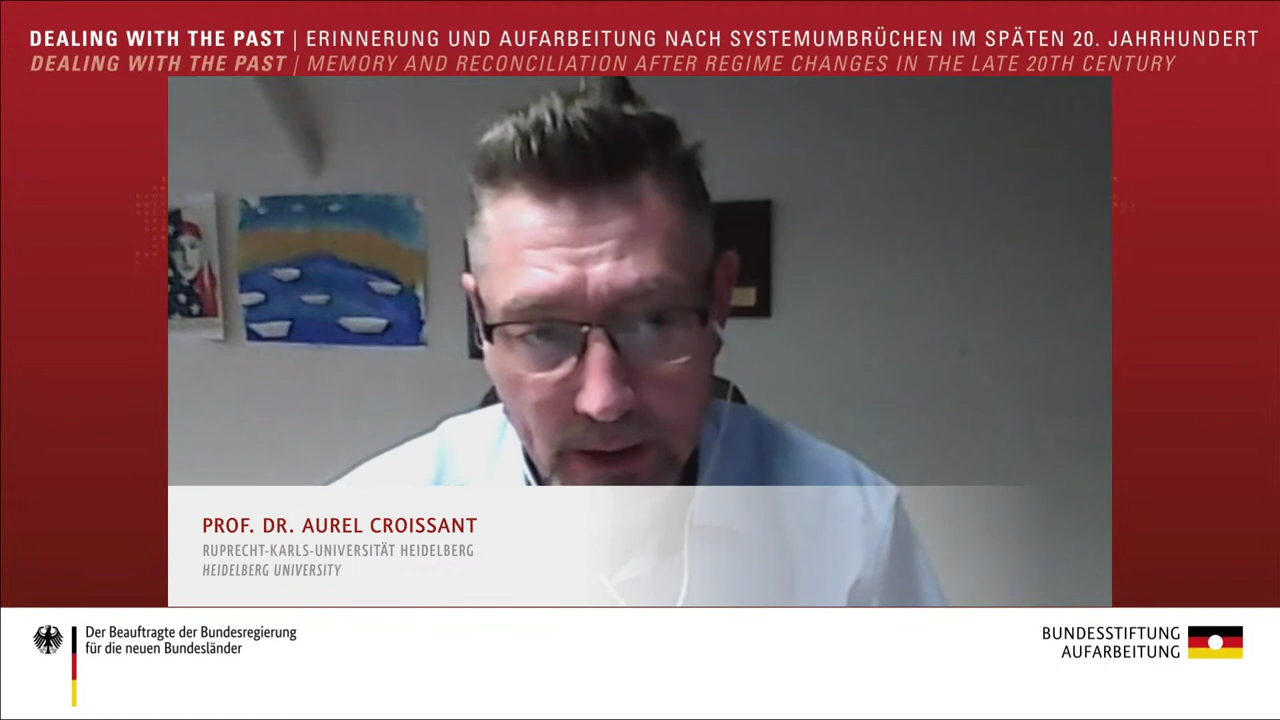 DEALING WITH THE PAST | ERINNERUNG UND AUFARBEITUNG NACH SYSTEMUMBRÜCHEN IM SPÄTEN 20. JAHRHUNDERT
DEALING WITH THE PAST | MEMORY AND RECONCILIATION AFTER REGIME CHANGES IN THE LATE 20TH CENTURY
PROF. DR. AUREL CROISSANT
RUPRECHT-KARLS-UNIVERSITÄT HEIDELBERG
HEIDELBERG UNIVERSITY
Der Beauftragte der Bundesregierung
für die neuen Bundesländer
BUNDESSTIFTUNG
AUFARBEITUNG